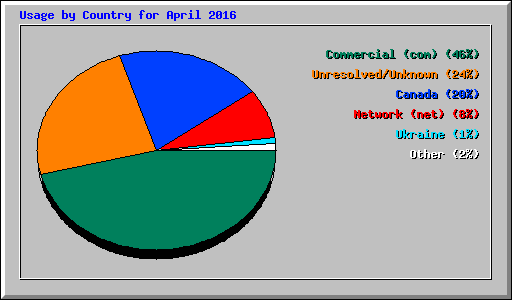 Usage by Country for April 2016
Commercial (com) (46%)
Unresolved/Unknown (24%)
Canada (20%)
Network (net) (8%)
Ukraine (1%)
Other (2%)